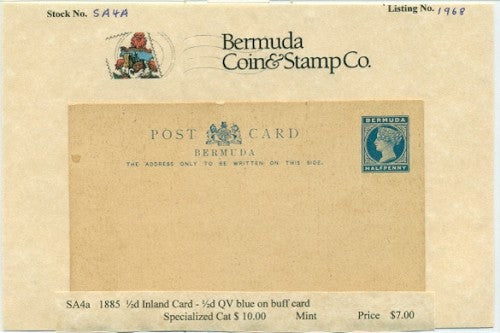 Stock No. SA4A
Listing No. 1968
Bermuda
Coin&Stamp Co.
POST CARD
BERMUDA
THE ADDRESS ONLY TO BE WRITTEN ON THIS SIDE.
BERMUDA
HALFPENNY
SA4a 1885 ½d Inland Card - ½d QV blue on buff card
Specialized Cat $ 10.00 Mint Price $7.00